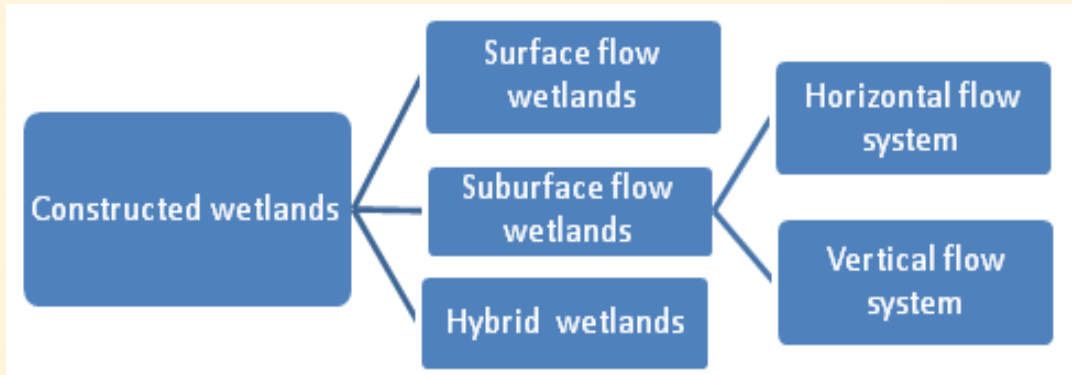 Constructed wetlands
Surface flow
wetlands
Suburface flow
wetlands
Hybrid wetlands
Horizontal flow
system
Vertical flow
system